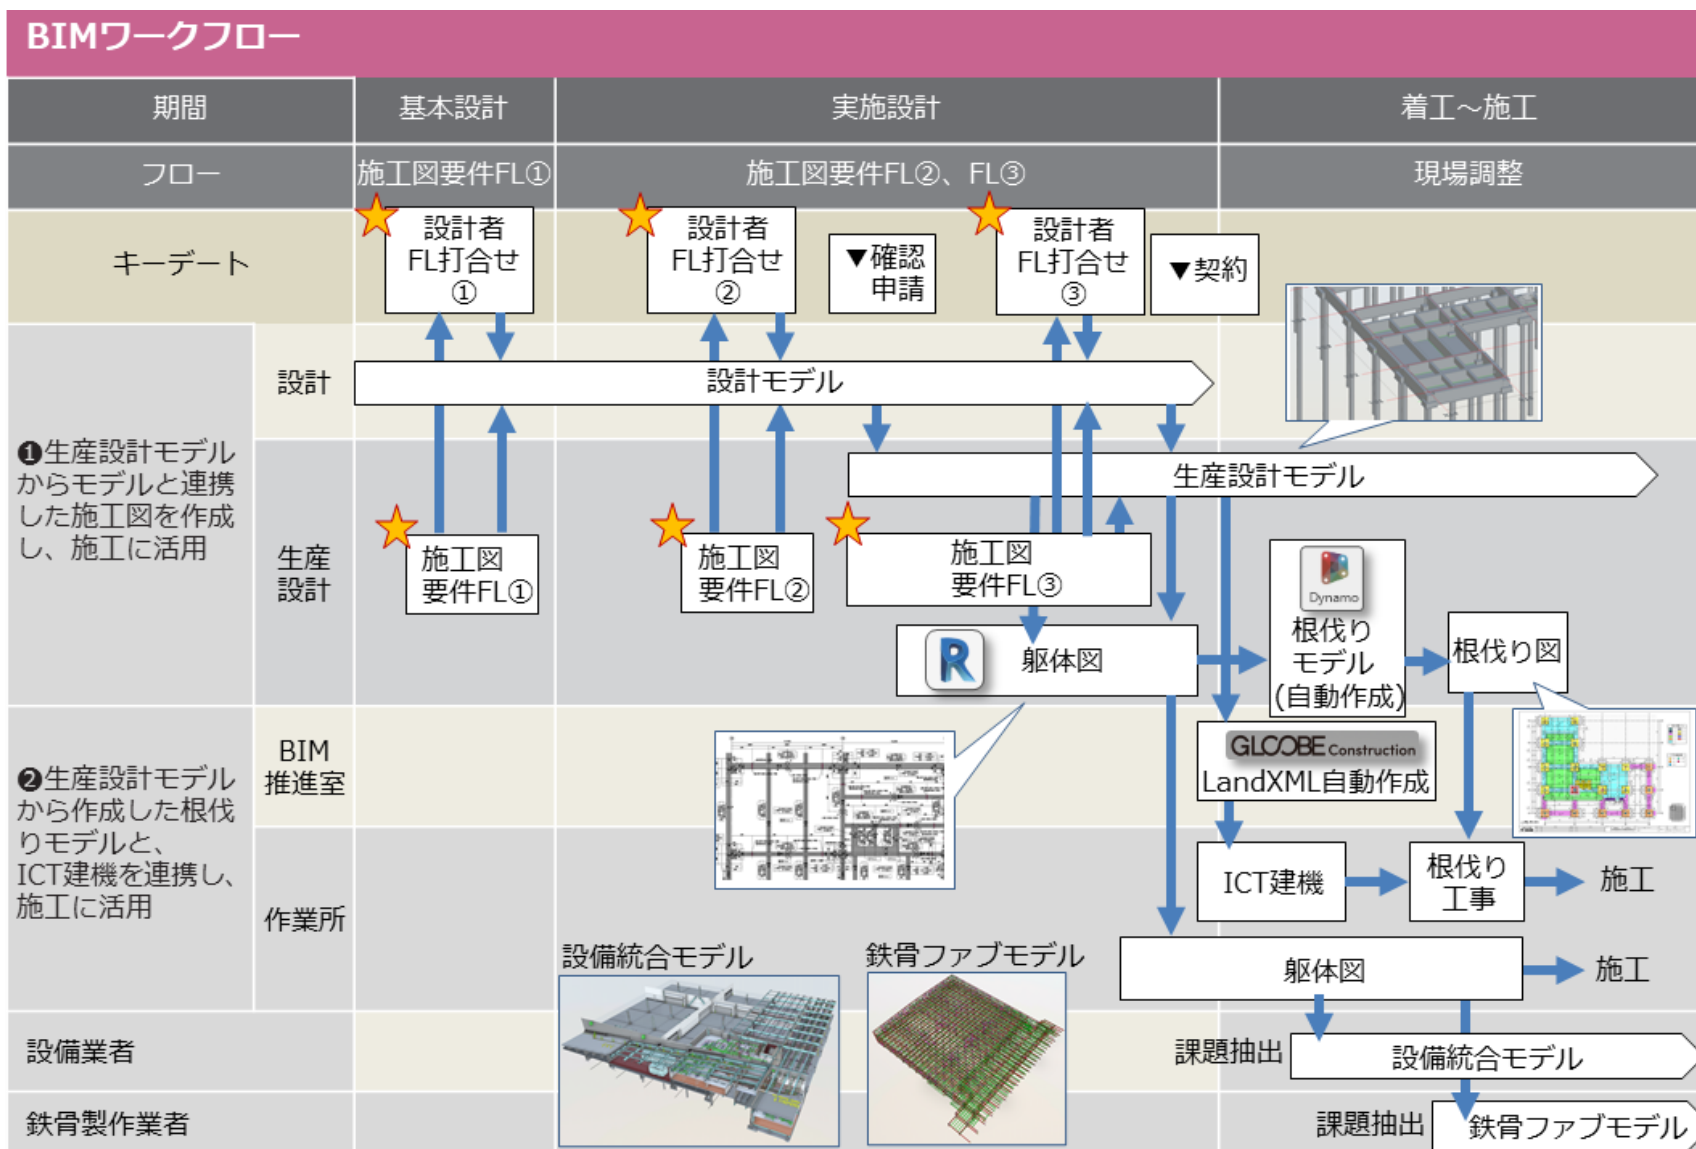 BIMワークフロー
期間
基本設計
実施設計
着工～施工
フロー
施工図要件FL①
施工図要件FL②、FL③
現場調整
キーデート
設計者
FL打合せ
①
設計者
FL打合せ
②
▼確認
申請
設計者
FL打合せ
③
▼契約
❶生産設計モデル
からモデルと連携
した施工図を作成
し、施工に活用
設計
設計モデル
生産
設計
生産設計モデル
施工図
要件FL①
施工図
要件FL②
施工図
要件FL③
R
躯体図
Dynamo
根伐り
モデル
(自動作成)
根伐り図
❷生産設計モデル
から作成した根伐
りモデルと、
ICT建機を連携し、
施工に活用
BIM
推進室
GLOOBE Construction
LandXML自動作成
作業所
ICT建機
根伐り
工事
施工
躯体図
施工
設備統合モデル
鉄骨ファブモデル
設備業者
課題抽出
設備統合モデル
鉄骨製作業者
課題抽出
鉄骨ファブモデル